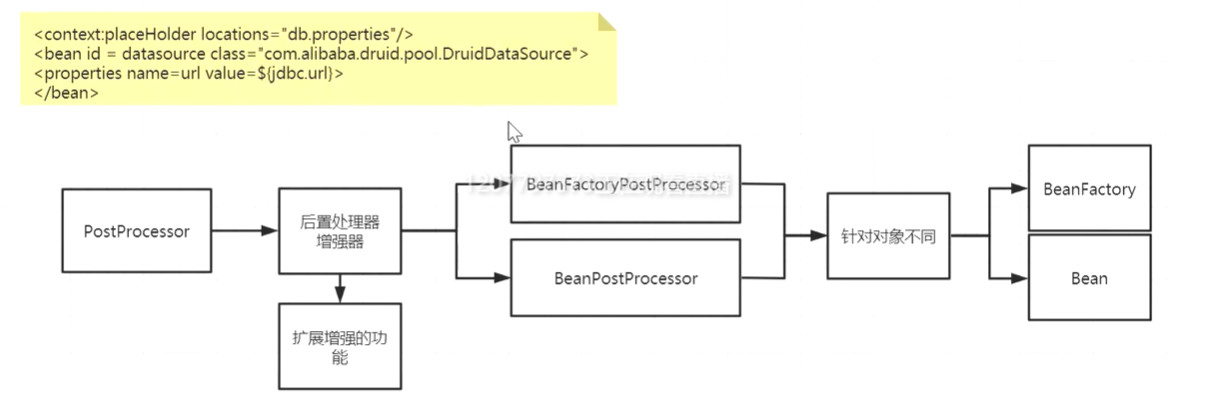 <context:placeHolder locations="db.properties"/>
<bean id = datasource class="com.alibaba.druid.pool.DruidDataSource">
<properties name=url value=${jdbc.url}>
</bean>
PostProcessor
后置处理器
增强器
扩展增强的功
能
BeanFactoryPostProcessor
BeanPostProcessor
针对对象不同
BeanFactory
Bean